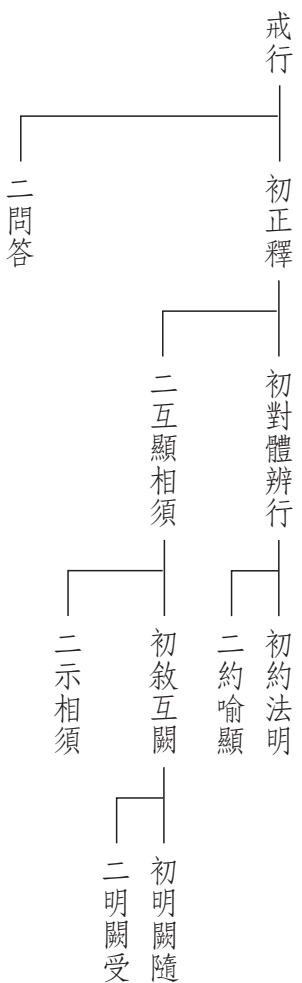 戒行
初正釋
初對體辨行
初約法明
二約喻顯
二互顯相須
初敘互闕
初明闕隨
二明闕受
二示相須
二問答